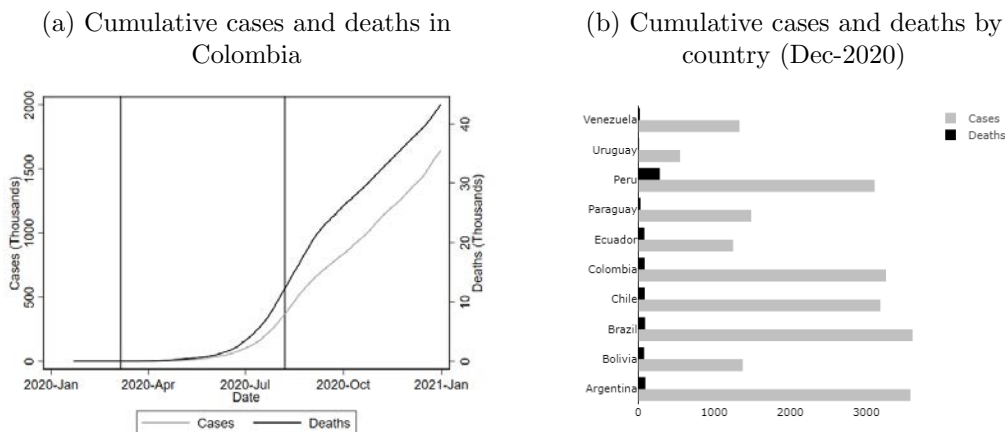 (a) Cumulative cases and deaths in
Colombia
Cases (Thousands)
2000
1500
1000
500
0
Deaths (Thousands)
40
30
20
10
0
2020-Jan 2020-Apr 2020-Jul 2020-Oct 2021-Jan
Date
Cases Deaths
(b) Cumulative cases and deaths by
country (Dec-2020)
Cases
Deaths
Venezuela
Uruguay
Peru
Paraguay
Ecuador
Colombia
Chile
Brazil
Bolivia
Argentina
0 1000 2000 3000